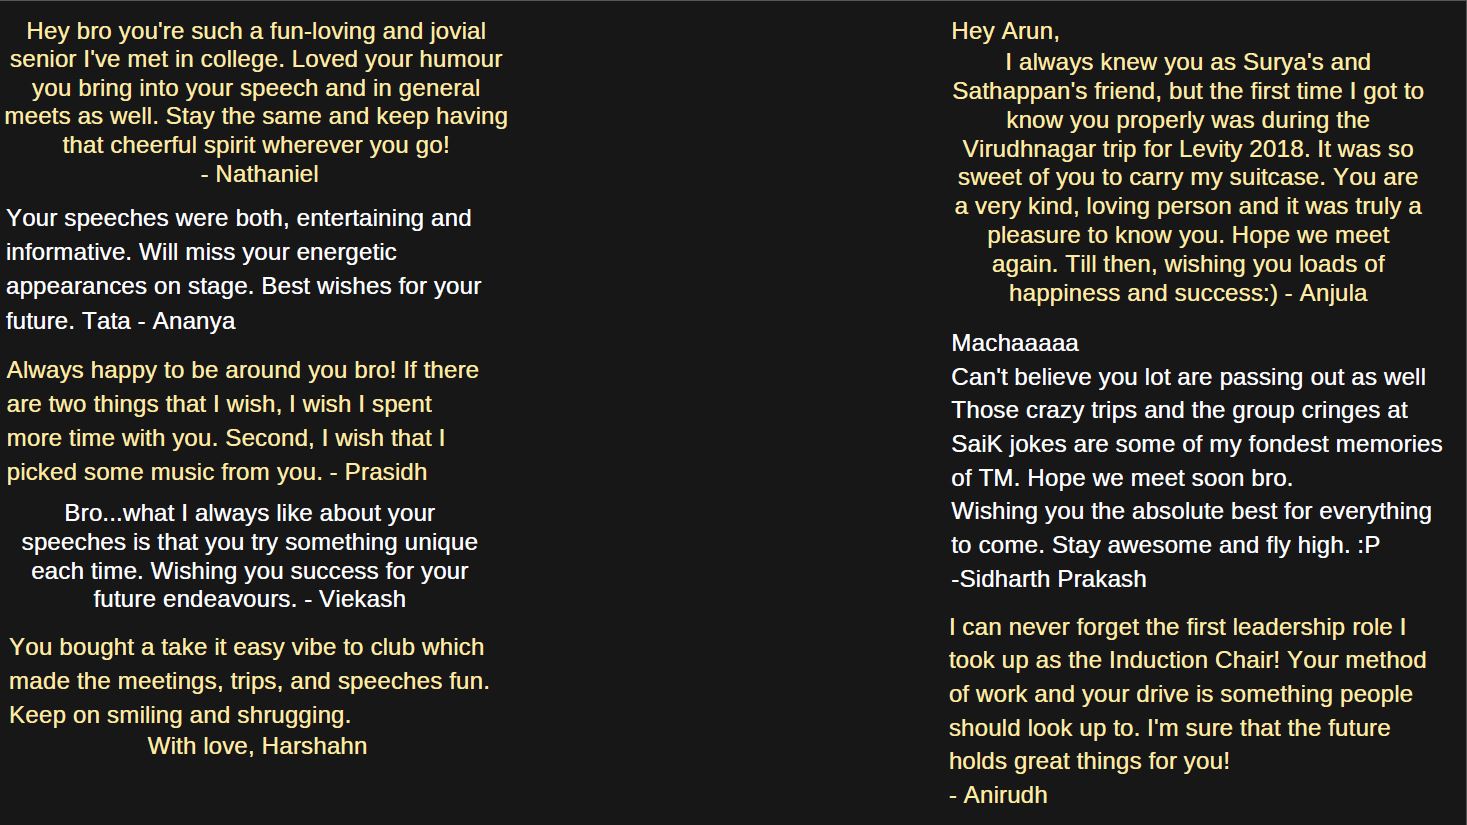 Hey bro you're such a fun-loving and jovial
senior I've met in college. Loved your humour
you bring into your speech and in general
meets as well. Stay the same and keep having
that cheerful spirit wherever you go!
- Nathaniel
Your speeches were both, entertaining and
informative. Will miss your energetic
appearances on stage. Best wishes for your
future. Tata - Ananya
Always happy to be around you bro! If there
are two things that I wish, I wish I spent
more time with you. Second, I wish that I
picked some music from you. - Prasidh
Bro...what I always like about your
speeches is that you try something unique
each time. Wishing you success for your
future endeavours. - Viekash
You bought a take it easy vibe to club which
made the meetings, trips, and speeches fun.
Keep on smiling and shrugging.
With love, Harshahn
Hey Arun,
I always knew you as Surya's and
Sathappan's friend, but the first time I got to
know you properly was during the
Virudhnagar trip for Levity 2018. It was so
sweet of you to carry my suitcase. You are
a very kind, loving person and it was truly a
pleasure to know you. Hope we meet
again. Till then, wishing you loads of
happiness and success:) - Anjula
Machaaaaa
Can't believe you lot are passing out as well
Those crazy trips and the group cringes at
SaiK jokes are some of my fondest memories
of TM. Hope we meet soon bro.
Wishing you the absolute best for everything
to come. Stay awesome and fly high. :P
-Sidharth Prakash
I can never forget the first leadership role I
took up as the Induction Chair! Your method
of work and your drive is something people
should look up to. I'm sure that the future
holds great things for you!
- Anirudh